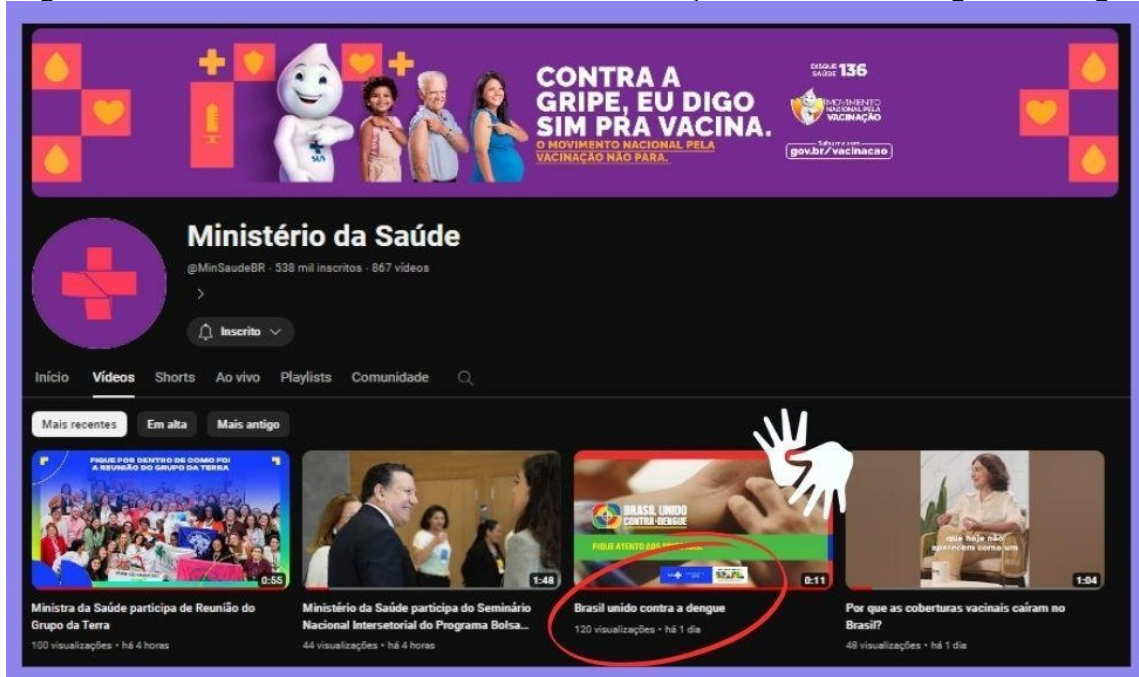 CONTRA A
GRIPE, EU DIGO
SIM PRA VACINA.
O MOVIMENTO NACIONAL PELA
VACINAÇÃO NÃO PARA.
DISQUE SAÚDE 136
MOVIMENTO
NACIONAL PELA
VACINAÇÃO
gov.br/vacinacao
SUS
Ministério da Saúde
@MinSaudeBR · 538 mil inscritos · 867 vídeos
Inscrito
Início Vídeos Shorts Ao vivo Playlists Comunidade
Mais recentes Em alta Mais antigo
FIQUE POR DENTRO DE COMO FOI
A REUNIÃO DO GRUPO DA TERRA
0:55
1:48
BRASIL UNIDO
CONTRA DENGUE
FIQUE ATENTO AOS
0:11
que hoje não
aparecem como um
1:04
Ministra da Saúde participa de Reunião do
Grupo da Terra
100 visualizações • há 4 horas
Ministério da Saúde participa do Seminário
Nacional Intersetorial do Programa Bolsa...
44 visualizações • há 4 horas
Brasil unido contra a dengue
120 visualizações • há 1 dia
Por que as coberturas vacinais caíram no
Brasil?
48 visualizações • há 1 dia